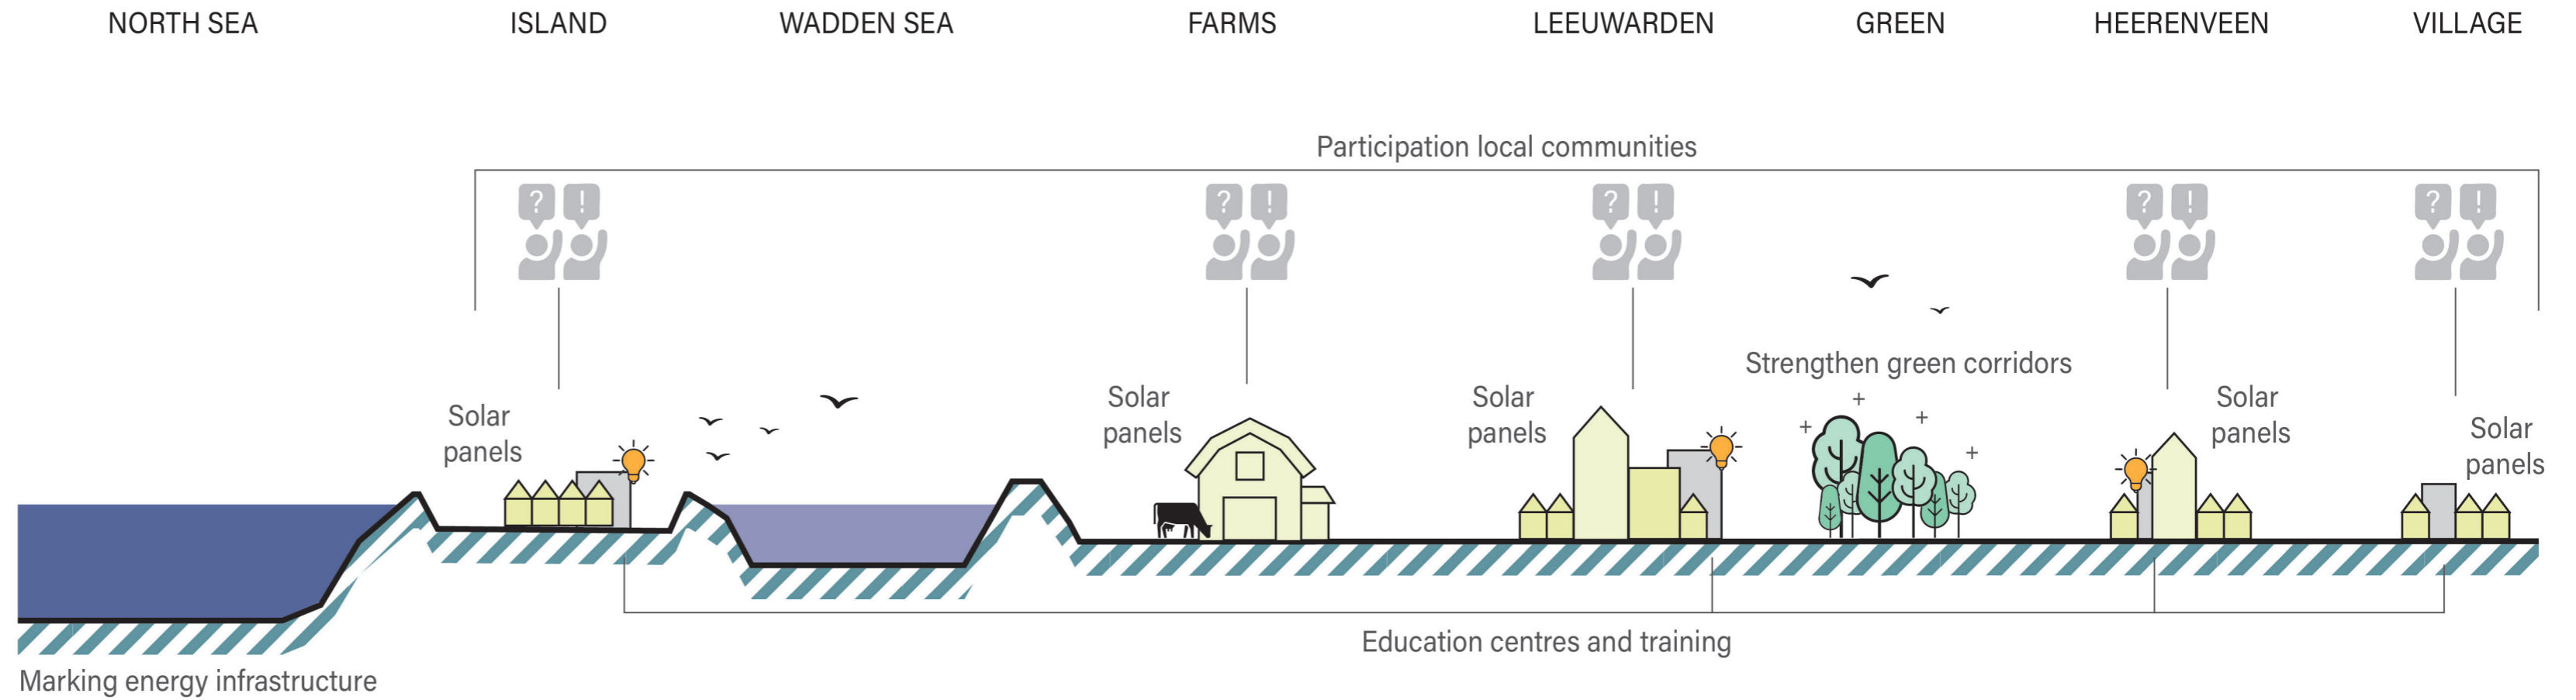 NORTH SEA
ISLAND
WADDEN SEA
FARMS
LEEUWARDEN
GREEN
HEERENVEEN
VILLAGE
Participation local communities
? !
? !
? !
? !
? !
Strengthen green corridors
Solar
panels
Solar
panels
Solar
panels
Solar
panels
Solar
panels
+ + + +
Education centres and training
Marking energy infrastructure